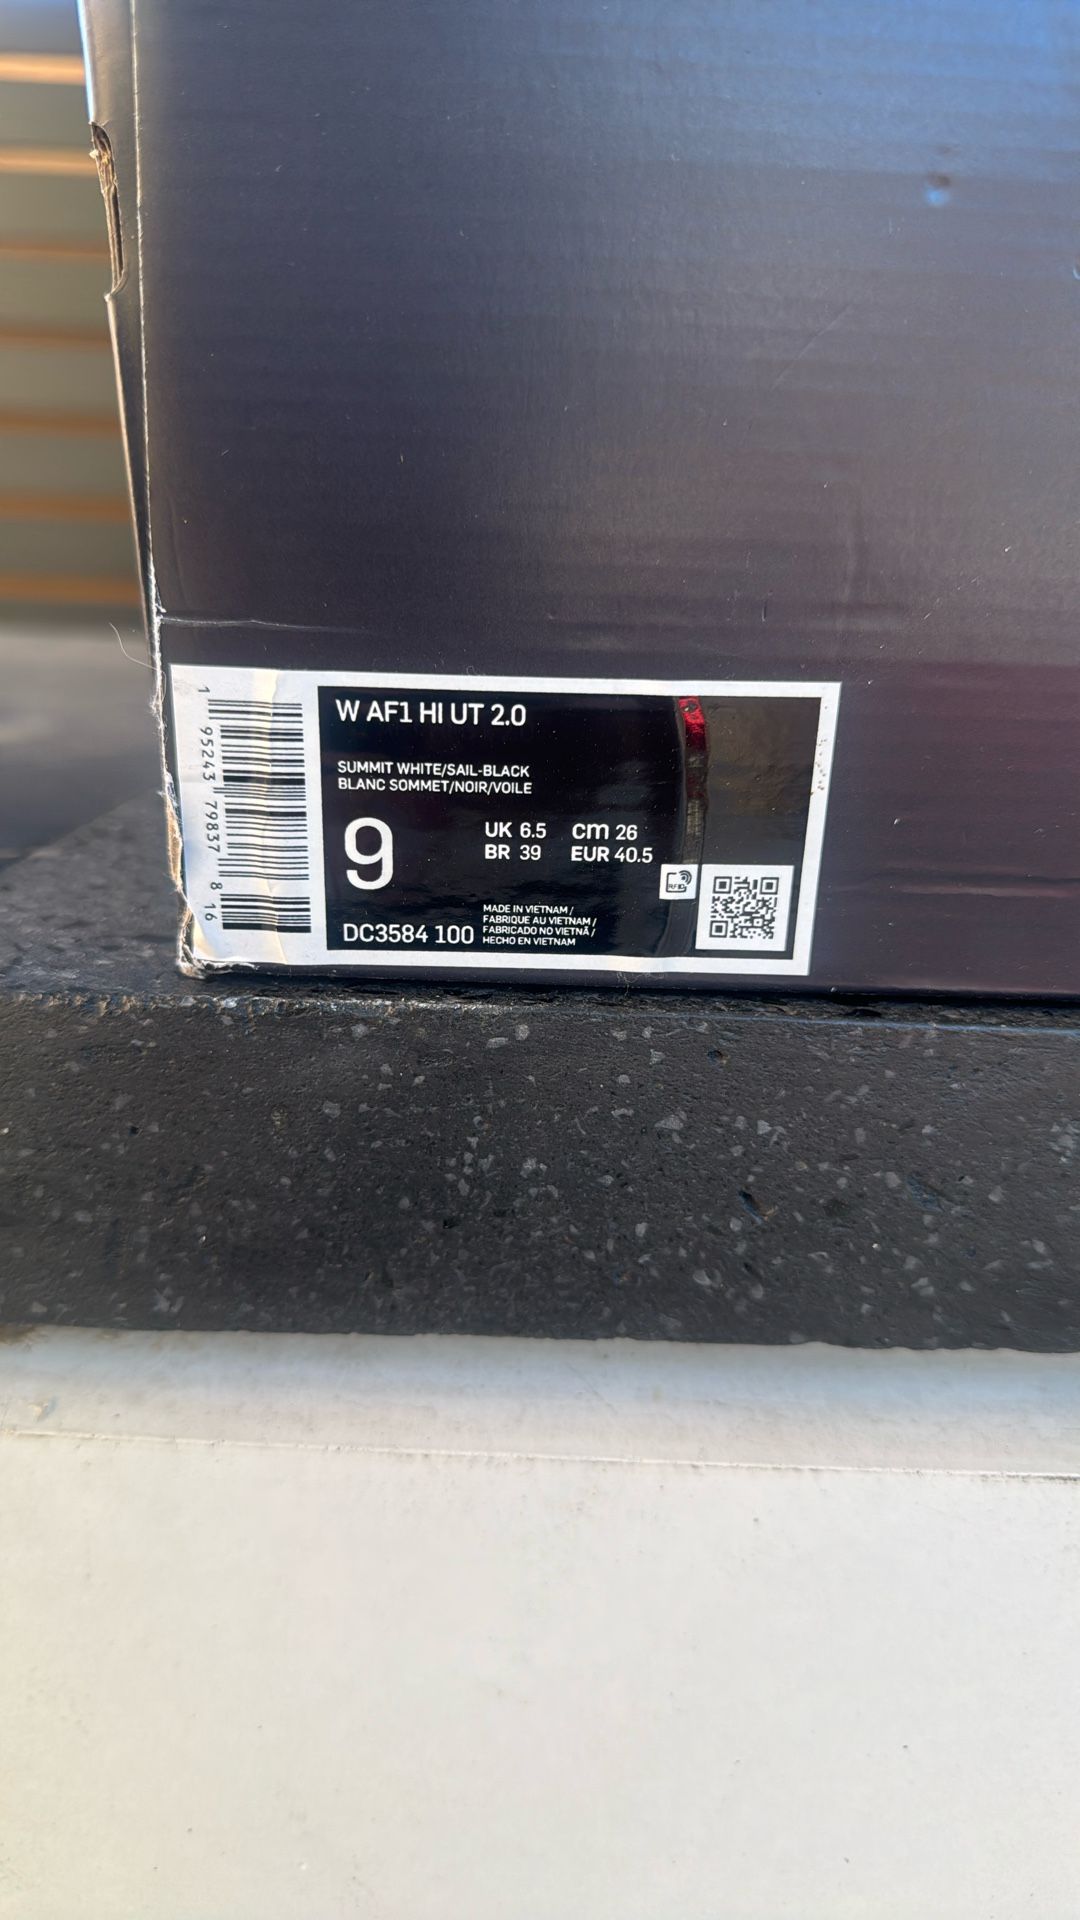 W AF1 HI UT 2.0
SUMMIT WHITE/SAIL-BLACK
BLANC SOMMET/NOIR/VOILE
9
UK 6.5 cm 26
BR 39 EUR 40.5
DC3584 100
MADE IN VIETNAM /
FABRIQUE AU VIETNAM /
FABRICADO NO VIETNÃ /
HECHO EN VIETNAM
RFID
1 95243 79837 8 16